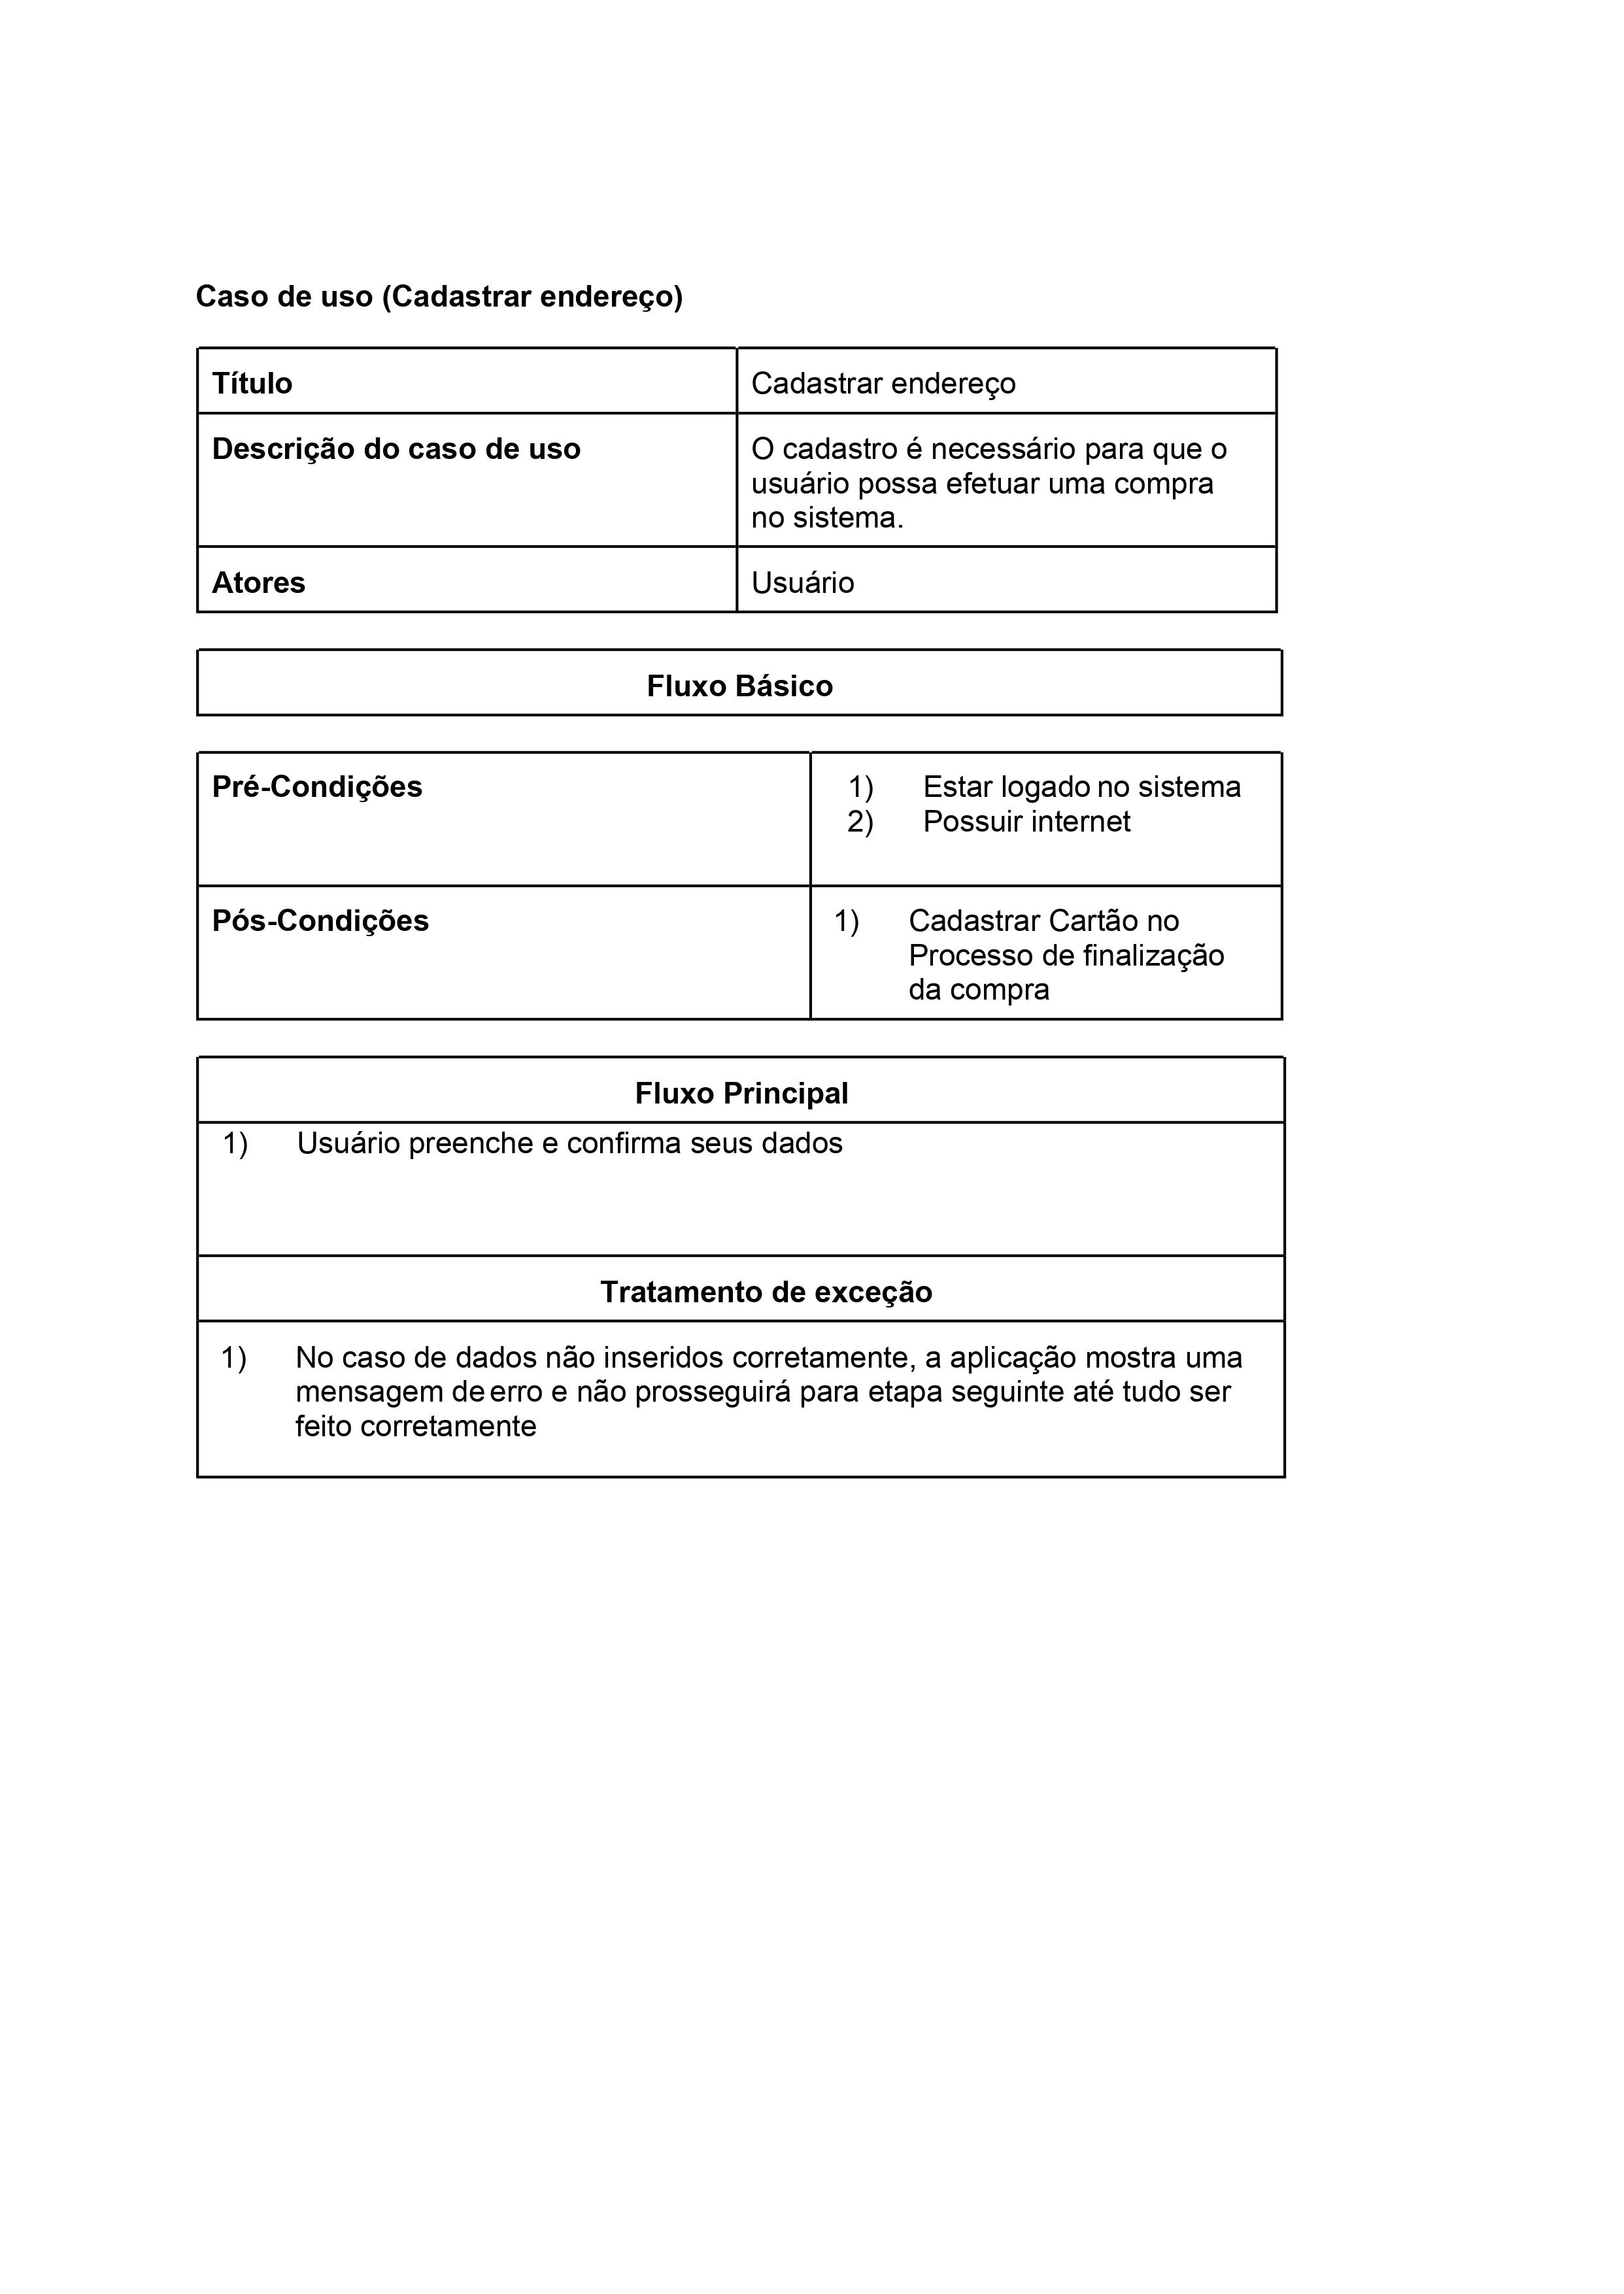 Caso de uso (Cadastrar endereço)
Título
Cadastrar endereço
Descrição do caso de uso
O cadastro é necessário para que o
usuário possa efetuar uma compra
no sistema.
Atores
Usuário
Fluxo Básico
Pré-Condições
1) Estar logado no sistema
2) Possuir internet
Pós-Condições
1) Cadastrar Cartão no
Processo de finalização
da compra
Fluxo Principal
1) Usuário preenche e confirma seus dados
Tratamento de exceção
1) No caso de dados não inseridos corretamente, a aplicação mostra uma
mensagem de erro e não prosseguirá para etapa seguinte até tudo ser
feito corretamente